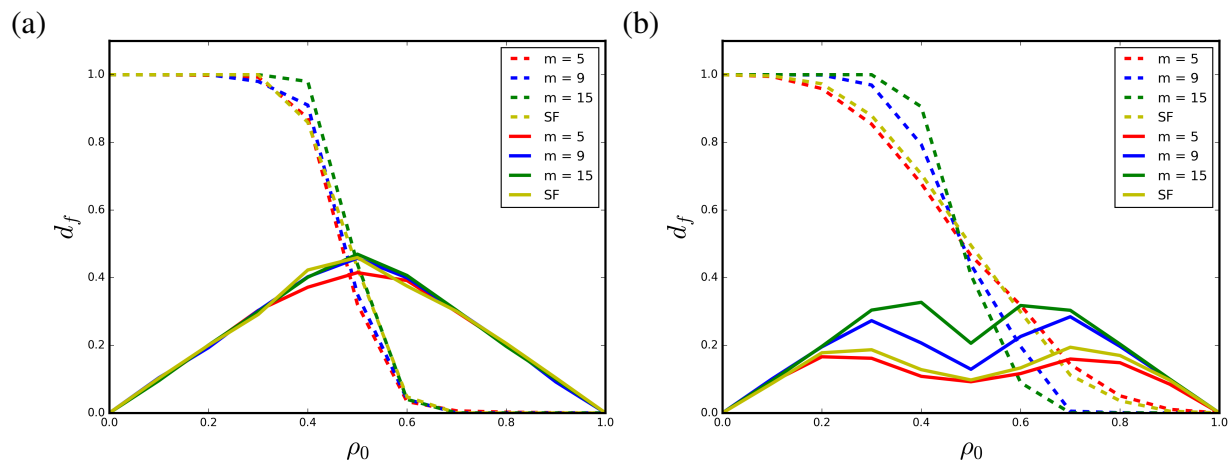 (a)
d_f
1.0
0.8
0.6
0.4
0.2
0.0
0.0 0.2 0.4 0.6 0.8 1.0
ρ₀
m = 5
m = 9
m = 15
SF
m = 5
m = 9
m = 15
SF
(b)
d_f
1.0
0.8
0.6
0.4
0.2
0.0
0.0 0.2 0.4 0.6 0.8 1.0
ρ₀
m = 5
m = 9
m = 15
SF
m = 5
m = 9
m = 15
SF